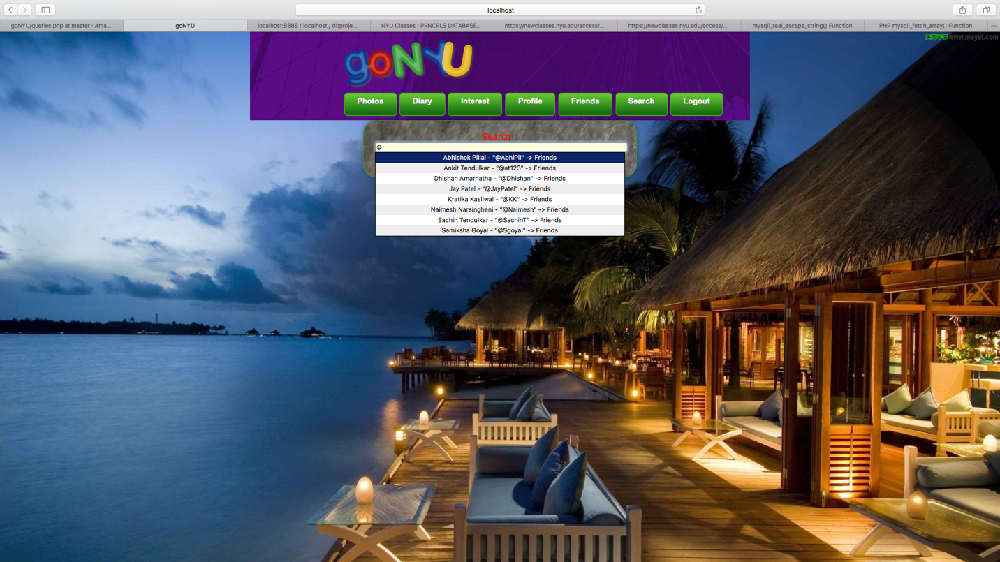 localhost
goNYU/queries.php at master · Ama...
goNYU
localhost:8888 / localhost / dbproje...
NYU Classes : PRNCPLS DATABASE...
https://newclasses.nyu.edu/access/...
https://newclasses.nyu.edu/access/...
mysqli_real_escape_string() Function
PHP mysqli_fetch_array() Function
www.meyet.com
goNYU
Photos
Diary
Interest
Profile
Friends
Search
Logout
Search:
@
Abhishek Pillai - "@AbhiPil" -> Friends
Ankit Tendulkar - "@at123" -> Friends
Dhishan Amarnatha - "@Dhishan" -> Friends
Jay Patel - "@JayPatel" -> Friends
Kratika Kasliwal - "@KK" -> Friends
Naimesh Narsinghani - "@Naimesh" -> Friends
Sachin Tendulkar - "@SachinT" -> Friends
Samiksha Goyal - "@Sgoyal" -> Friends